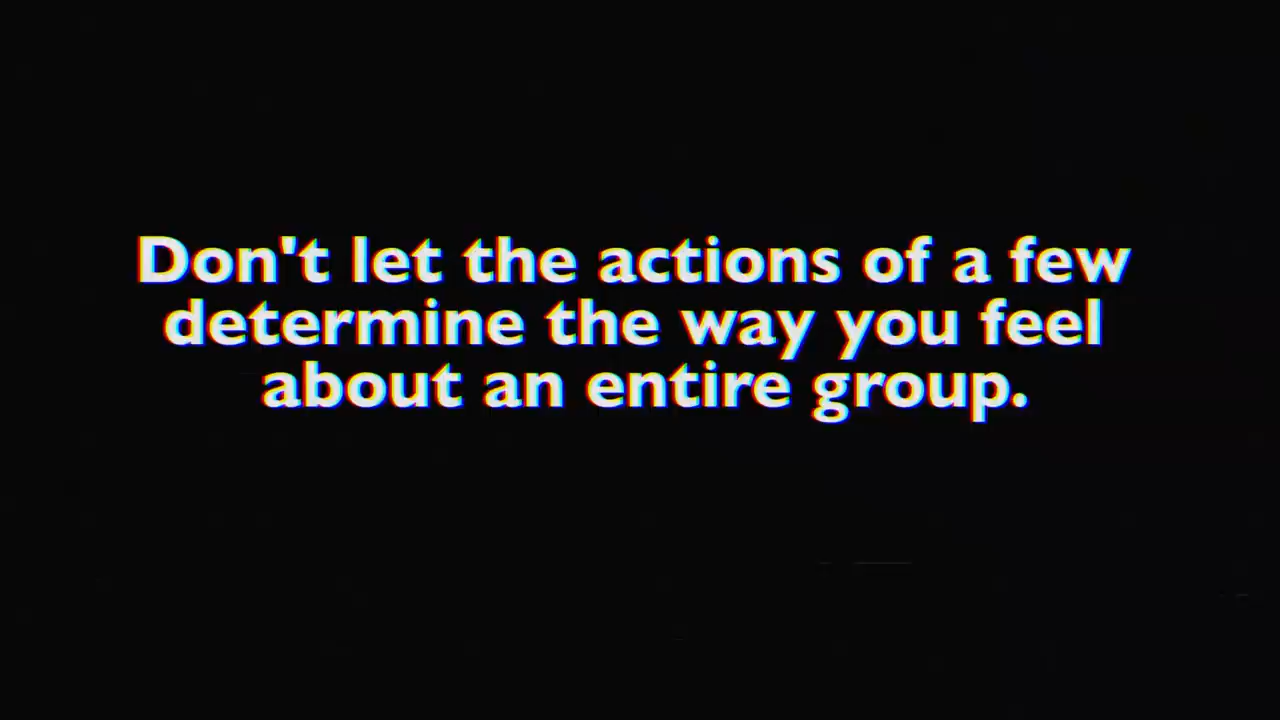 Don't let the actions of a few
determine the way you feel
about an entire group.